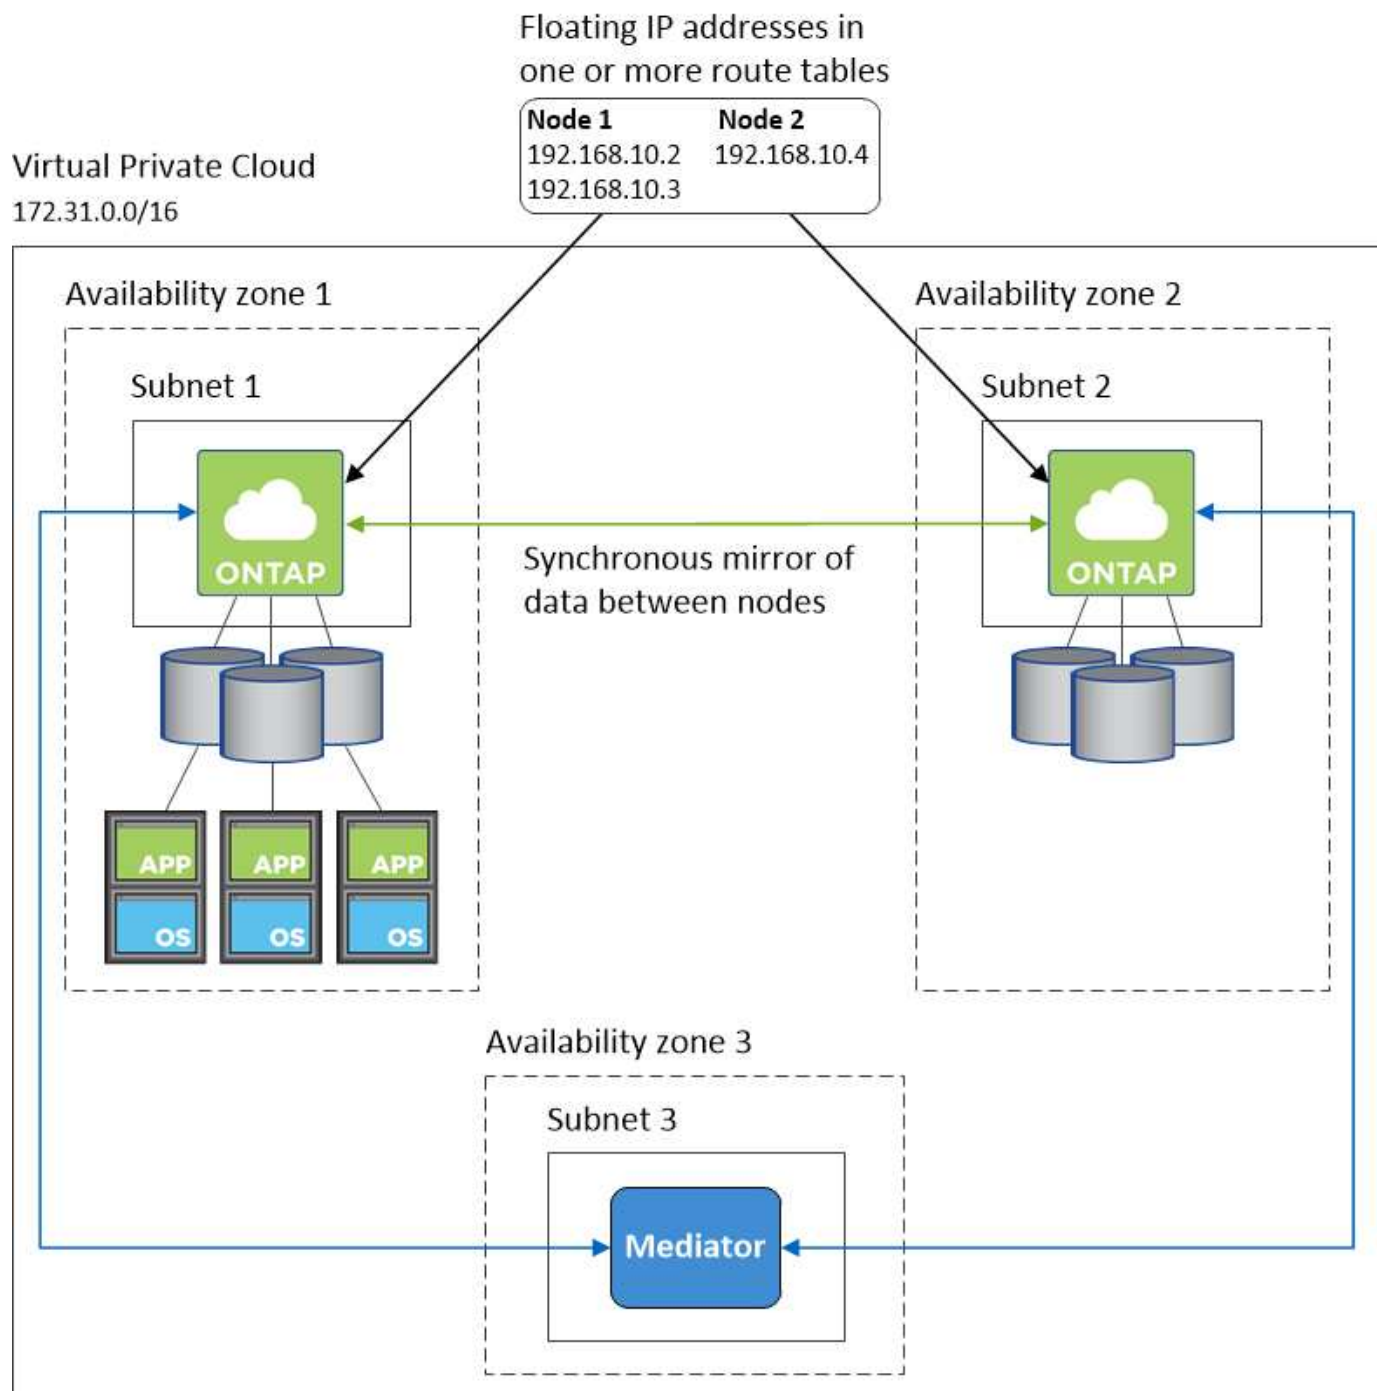 Floating IP addresses in
one or more route tables
Node 1 Node 2
192.168.10.2 192.168.10.4
192.168.10.3
Virtual Private Cloud
172.31.0.0/16
Availability zone 1
Availability zone 2
Subnet 1
Subnet 2
ONTAP
ONTAP
Synchronous mirror of
data between nodes
APP APP APP
OS OS OS
Availability zone 3
Subnet 3
Mediator